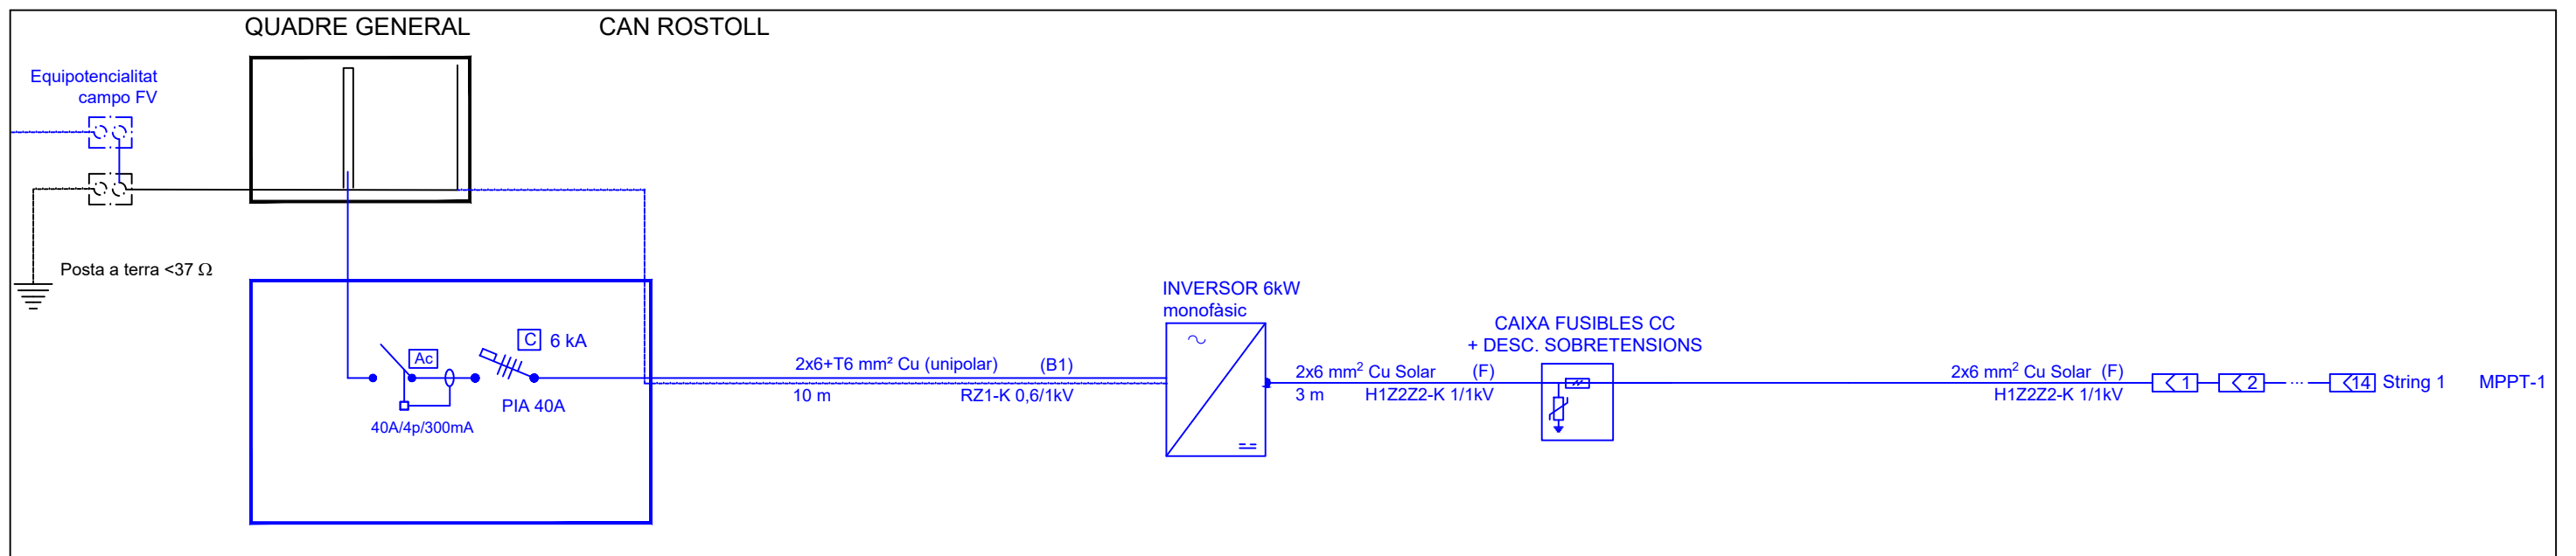 QUADRE GENERAL
CAN ROSTOLL
Equipotencialitat
campo FV
Posta a terra <37 Ω
Ac
C
6 kA
PIA 40A
40A/4p/300mA
2x6+T6 mm² Cu (unipolar) (B1)
10 m RZ1-K 0,6/1kV
INVERSOR 6kW
monofàsic
2x6 mm² Cu Solar (F)
3 m H1Z2Z2-K 1/1kV
CAIXA FUSIBLES CC
+ DESC. SOBRETENSIONS
2x6 mm² Cu Solar (F)
H1Z2Z2-K 1/1kV
1 2 ... 14 String 1 MPPT-1